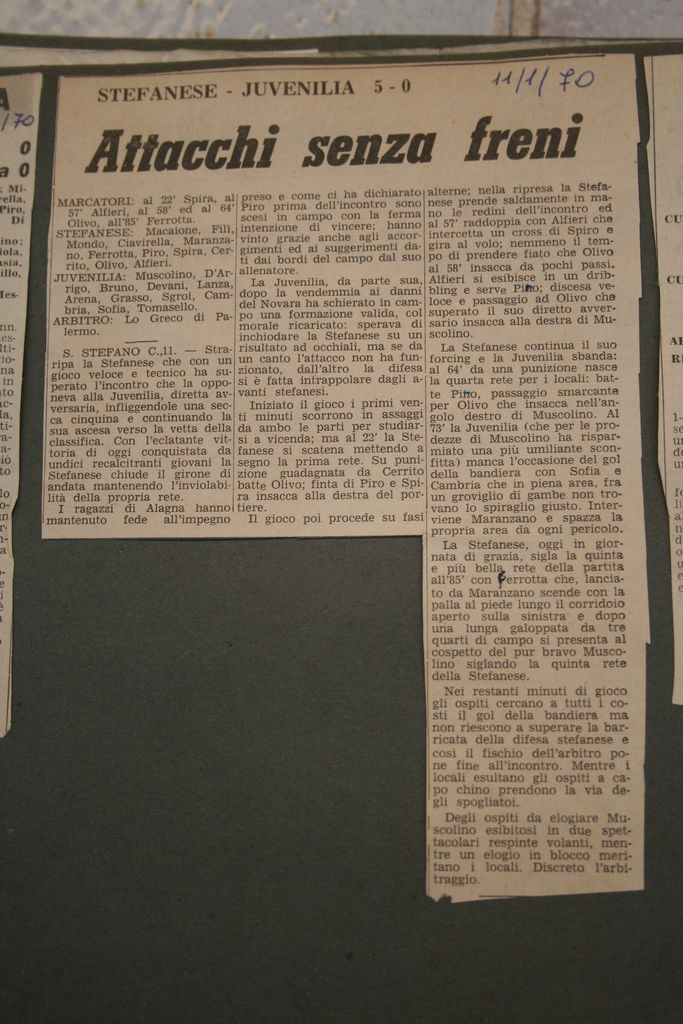 STEFANESE - JUVENILIA 5 - 0
11/1/70
Attacchi senza freni
MARCATORI: al 22' Spira, al
57' Alfieri, al 58' ed al 64'
Olivo, all'85' Ferrotta.
STEFANESE: Macaione, Fili,
Mondo, Ciavirella, Maranza-
no, Ferrotta, Piro, Spira, Cer-
rito, Olivo, Alfieri.
JUVENILIA: Muscolino, D'Ar-
rigo, Bruno, Devani, Lanza,
Arena, Grasso, Sgroi, Cam-
bria, Sofia, Tomasello.
ARBITRO: Lo Greco di Pa-
lermo.
S. STEFANO C.,11. — Stra-
ripa la Stefanese che con un
gioco veloce e tecnico ha su-
perato l'incontro che la oppo-
neva alla Juvenilia, diretta av-
versaria, infliggendole una sec-
ca cinquina e continuando la
sua ascesa verso la vetta della
classifica. Con l'eclatante vit-
toria di oggi conquistata da
undici recalcitranti giovani la
Stefanese chiude il girone di
andata mantenendo l'inviolabi-
lità della propria rete.
I ragazzi di Alagna hanno
mantenuto fede all'impegno
preso e come ci ha dichiarato
Piro prima dell'incontro sono
scesi in campo con la ferma
intenzione di vincere; hanno
vinto grazie anche agli accor-
gimenti ed ai suggerimenti da-
ti dai bordi del campo dal suo
allenatore.
La Juvenilia, da parte sua,
dopo la vendemmia ai danni
del Novara ha schierato in cam-
po una formazione valida, col
morale ricaricato: sperava di
inchiodare la Stefanese su un
risultato ad occhiali, ma se da
un canto l'attacco non ha fun-
zionato, dall'altro la difesa
si è fatta intrappolare dagli a-
vanti stefanesi.
Iniziato il gioco i primi ven-
ti minuti scorrono in assaggi
da ambo le parti per studiar-
si a vicenda; ma al 22' la Ste-
fanese si scatena mettendo a
segno la prima rete. Su puni-
zione guadagnata da Cerrito
batte Olivo; finta di Piro e Spi-
ra insacca alla destra del por-
tiere.
Il gioco poi procede su fasi
alterne; nella ripresa la Stefa-
nese prende saldamente in ma-
no le redini dell'incontro ed
al 57' raddoppia con Alfieri che
intercetta un cross di Spiro e
gira al volo; nemmeno il tem-
po di prendere fiato che Olivo
al 58' insacca da pochi passi.
Alfieri si esibisce in un drib-
bling e serve Piro; discesa ve-
loce e passaggio ad Olivo che
superato il suo diretto avver-
sario insacca alla destra di Mu-
scolino.
La Stefanese continua il suo
forcing e la Juvenilia sbanda:
al 64' da una punizione nasce
la quarta rete per i locali: bat-
te Piro, passaggio smarcante
per Olivo che insacca nell'an-
golo destro di Muscolino. Al
73' la Juvenilia (che per le pro-
dezze di Muscolino ha rispar-
miato una più umiliante scon-
fitta) manca l'occasione del gol
della bandiera con Sofia e
Cambria che in piena area, fra
un groviglio di gambe non tro-
vano lo spiraglio giusto. Inter-
viene Maranzano e spazza la
propria area da ogni pericolo.
La Stefanese, oggi in gior-
nata di grazia, sigla la quinta
e più bella rete della partita
all'85' con Ferrotta che, lancia-
to da Maranzano scende con la
palla al piede lungo il corridoio
aperto sulla sinistra e dopo
una lunga galoppata da tre
quarti di campo si presenta al
cospetto del pur bravo Musco-
lino siglando la quinta rete
della Stefanese.
Nei restanti minuti di gioco
gli ospiti cercano a tutti i co-
sti il gol della bandiera ma
non riescono a superare la bar-
ricata della difesa stefanese e
così il fischio dell'arbitro po-
ne fine all'incontro. Mentre i
locali esultano gli ospiti a ca-
po chino prendono la via de-
gli spogliatoi.
Degli ospiti da elogiare Mu-
scolino esibitosi in due spet-
tacolari respinte volanti, men-
tre un elogio in blocco meri-
tano i locali. Discreto l'arbi-
traggio.